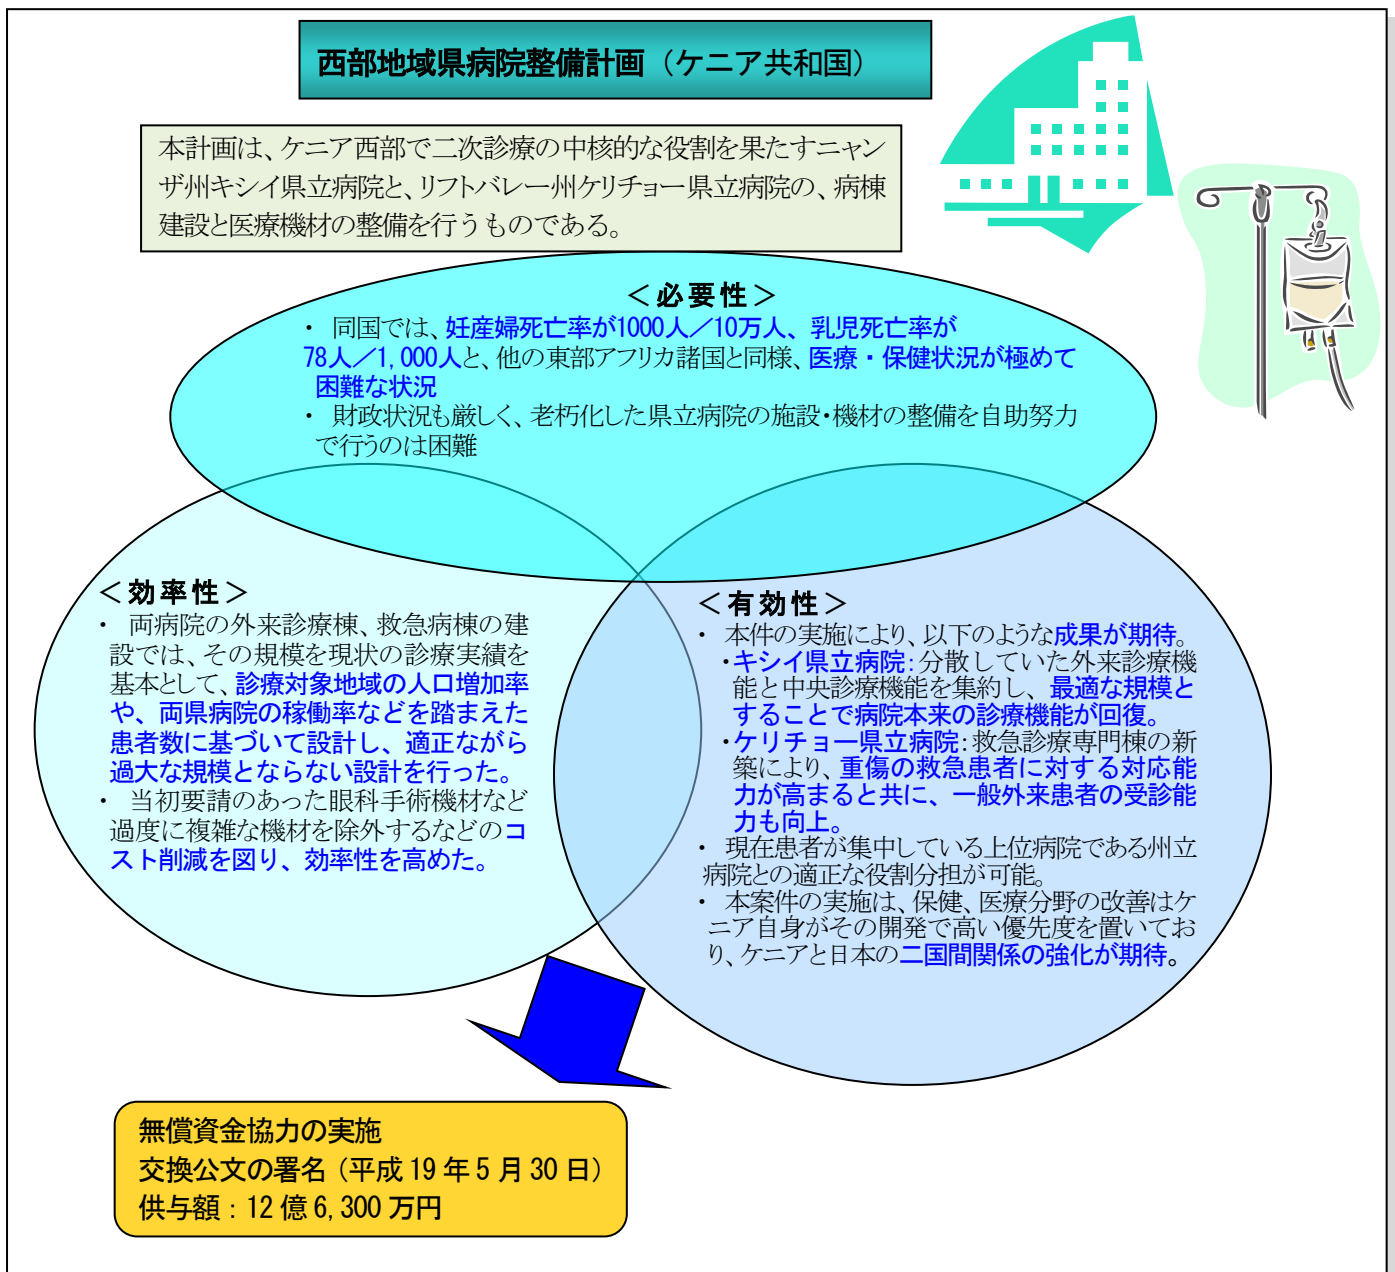 西部地域県病院整備計画（ケニア共和国）
本計画は、ケニア西部で二次診療の中核的な役割を果たすニャン
ザ州キシイ県立病院と、リフトバレー州ケリチョー県立病院の、病棟
建設と医療機材の整備を行うものである。
＜必要性＞
・ 同国では、妊産婦死亡率が1000人／10万人、乳児死亡率が
78人／1,000人と、他の東部アフリカ諸国と同様、医療・保健状況が極めて
困難な状況
・ 財政状況も厳しく、老朽化した県立病院の施設・機材の整備を自助努力
で行うのは困難
＜効率性＞
・ 両病院の外来診療棟、救急病棟の建
設では、その規模を現状の診療実績を
基本として、診療対象地域の人口増加率
や、両県病院の稼働率などを踏まえた
患者数に基づいて設計し、適正ながら
過大な規模とならない設計を行った。
・ 当初要請のあった眼科手術機材など
過度に複雑な機材を除外するなどのコ
スト削減を図り、効率性を高めた。
＜有効性＞
・ 本件の実施により、以下のような成果が期待。
・キシイ県立病院：分散していた外来診療機
能と中央診療機能を集約し、最適な規模と
することで病院本来の診療機能が回復。
・ケリチョー県立病院：救急診療専門棟の新
築により、重傷の救急患者に対する対応能
力が高まると共に、一般外来患者の受診能
力も向上。
・ 現在患者が集中している上位病院である州立
病院との適正な役割分担が可能。
・ 本案件の実施は、保健、医療分野の改善はケ
ニア自身がその開発で高い優先度を置いてお
り、ケニアと日本の二国間関係の強化が期待。
無償資金協力の実施
交換公文の署名（平成 19 年 5 月 30 日）
供与額：12 億 6,300 万円